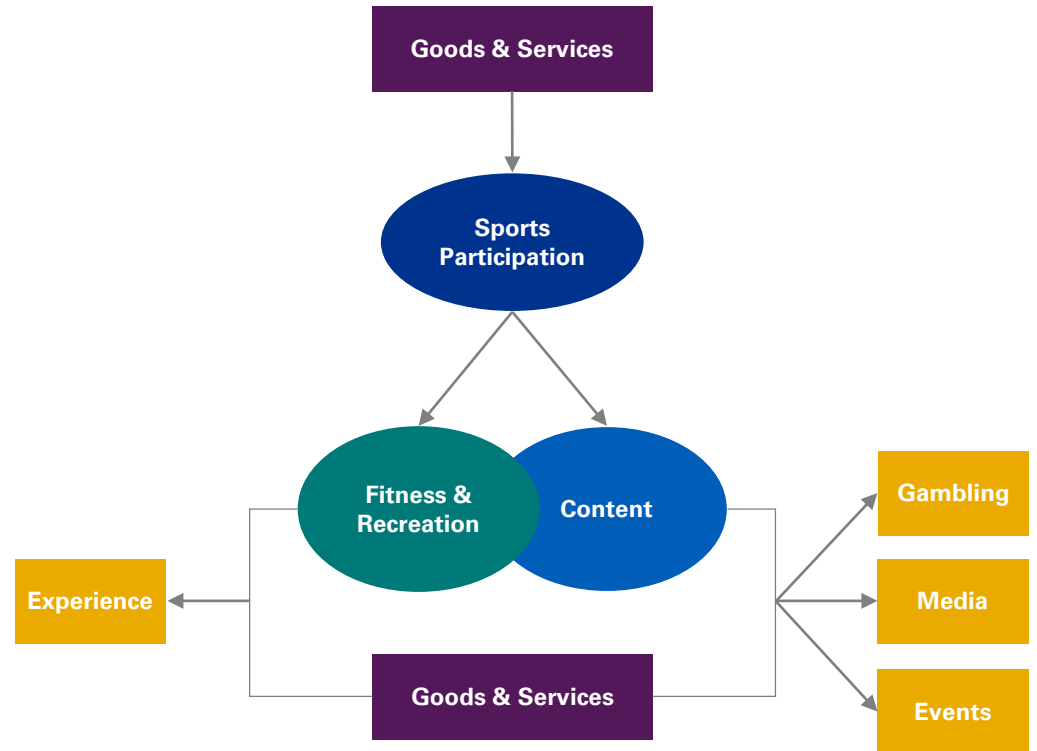 Goods & Services
Sports
Participation
Fitness &
Recreation
Content
Gambling
Experience
Media
Goods & Services
Events